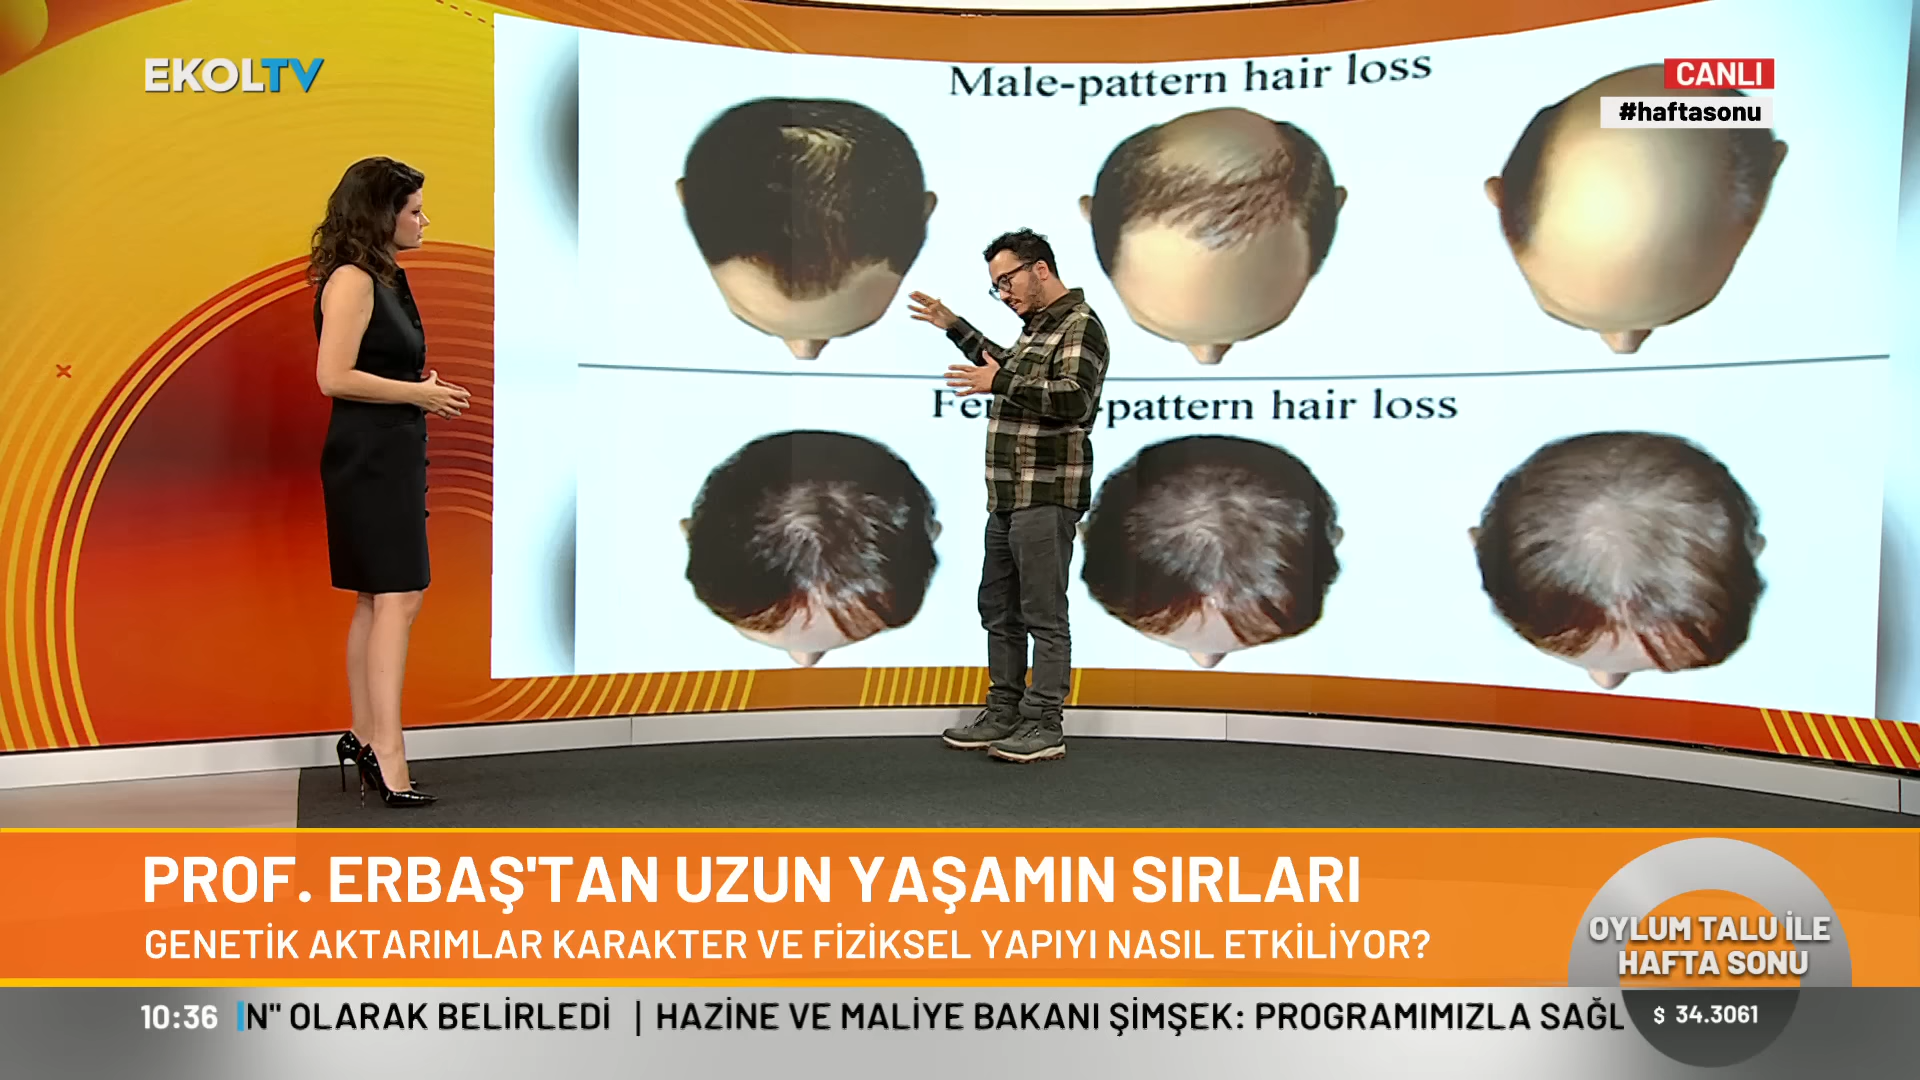 EKOLTV
Male-pattern hair loss
CANLI
#haftasonu
-pattern hair loss
PROF. ERBAŞ'TAN UZUN YAŞAMIN SIRLARI
GENETİK AKTARIMLAR KARAKTER VE FİZİKSEL YAPIYI NASIL ETKİLİYOR?
OYLUM TALU İLE
HAFTA SONU
10:36 N" OLARAK BELİRLEDİ | HAZİNE VE MALİYE BAKANI ŞİMŞEK: PROGRAMIMIZLA SAĞL
$ 34.3061